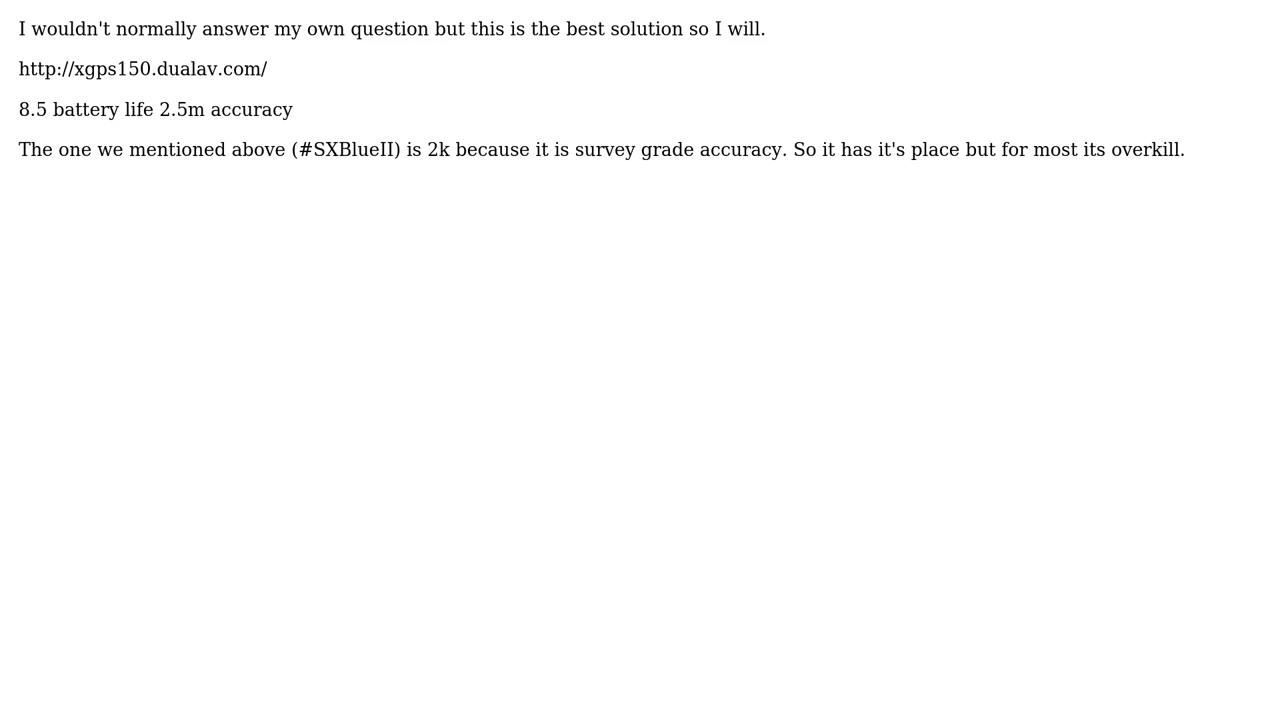 I wouldn't normally answer my own question but this is the best solution so I will.
http://xgps150.dualav.com/
8.5 battery life 2.5m accuracy
The one we mentioned above (#SXBlueII) is 2k because it is survey grade accuracy. So it has it's place but for most its overkill.